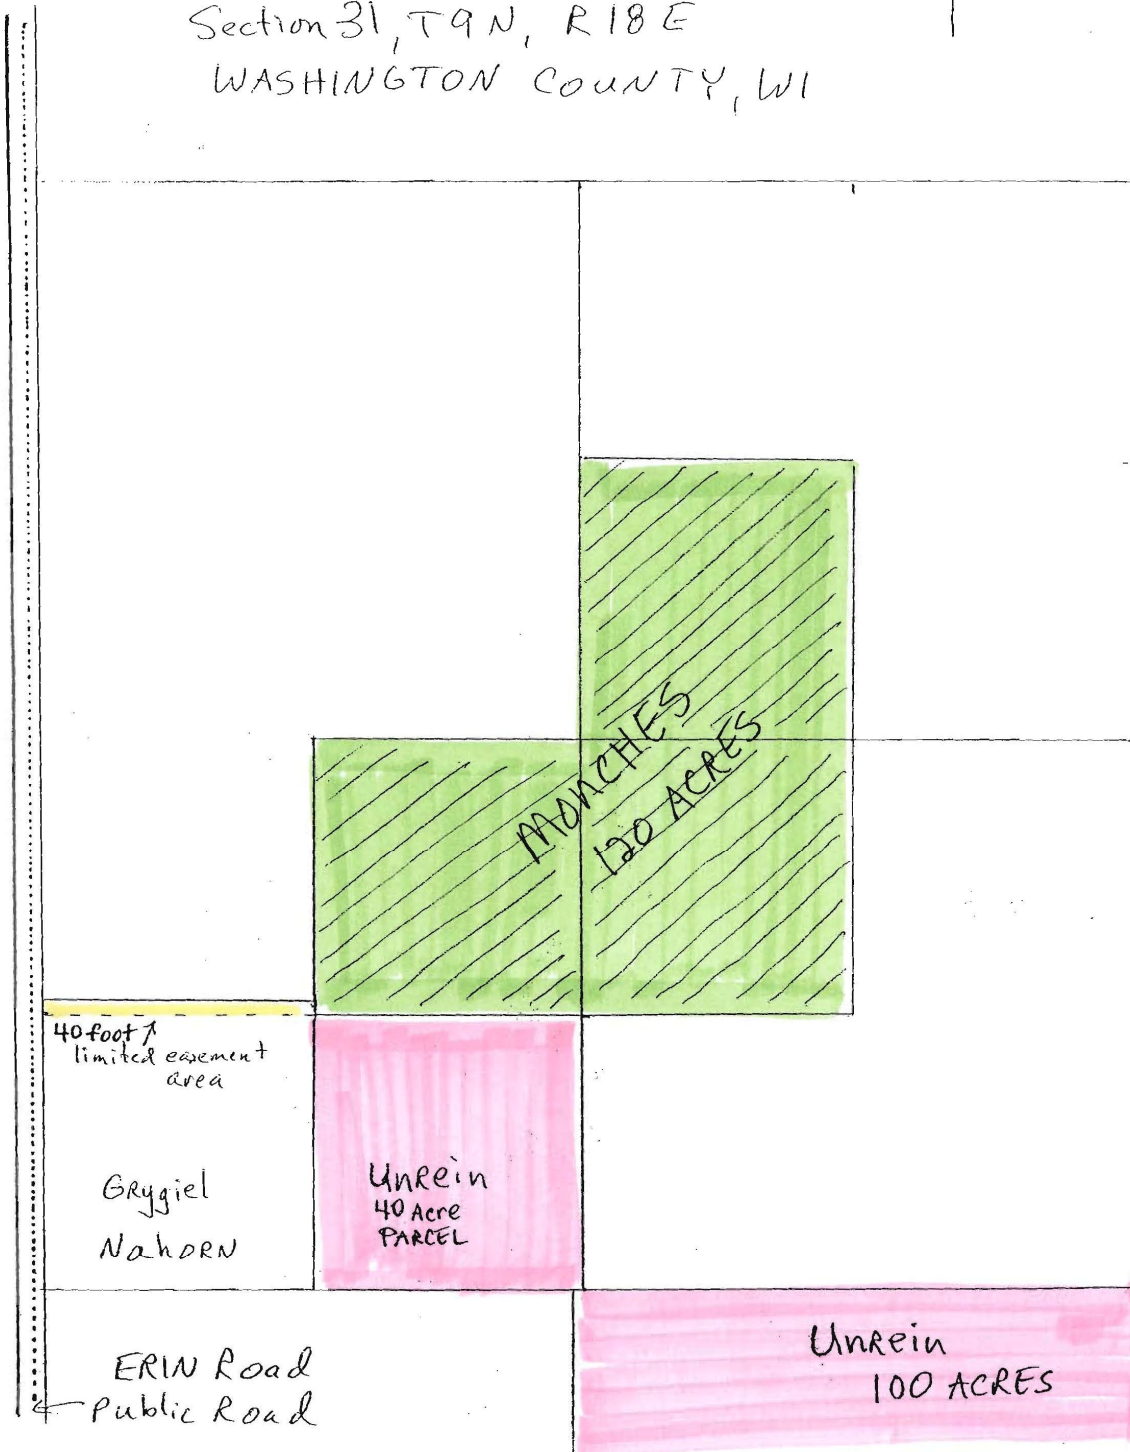 Section 31, T9N, R18E
WASHINGTON COUNTY, WI
MONCHES
120 ACRES
40 foot
limited easement
area
GRygiel
NahORN
UnRein
40 Acre
PARCEL
ERIN Road
Public Road
UnRein
100 ACRES